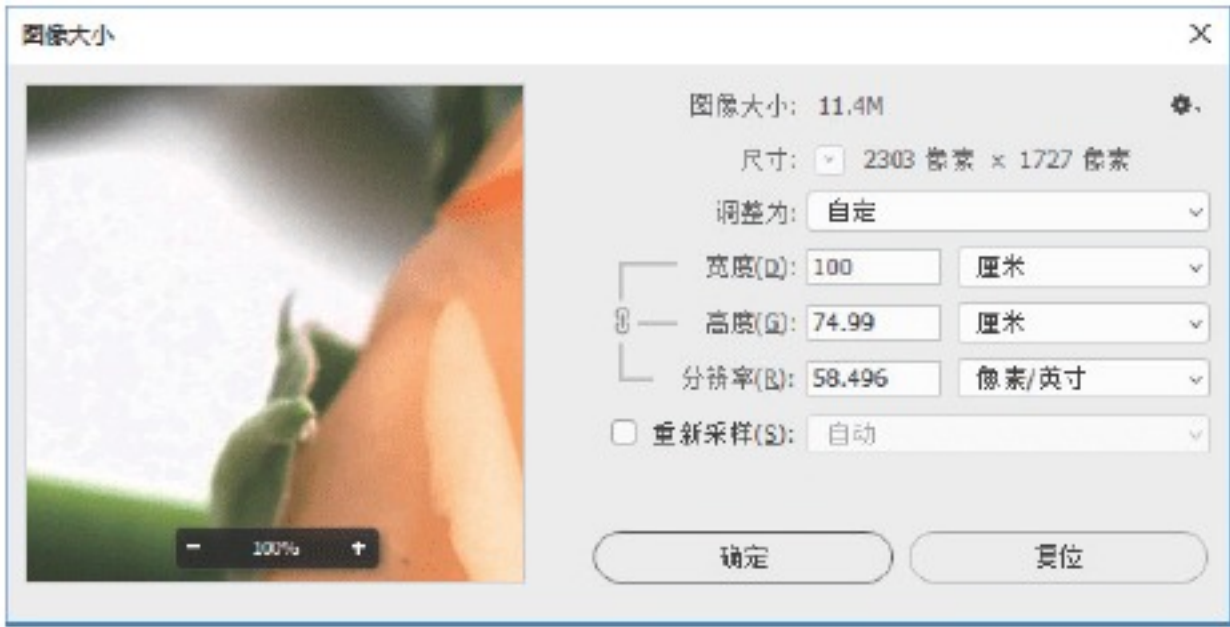 图像大小
图像大小: 11.4M
尺寸: 2303 像素 × 1727 像素
调整为: 自定
宽度(D): 100 厘米
高度(G): 74.99 厘米
分辨率(R): 58.496 像素/英寸
重新采样(S): 自动
- 100% +
确定 复位